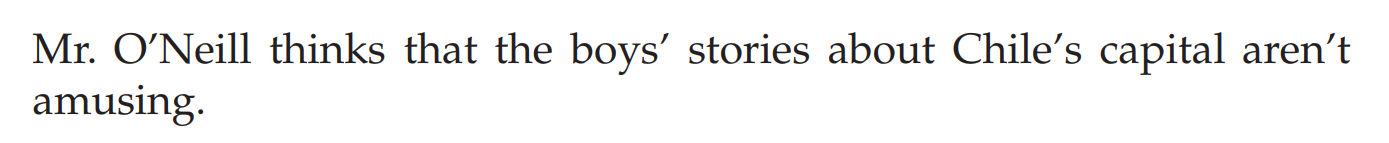 Mr. O’Neill thinks that the boys’ stories about Chile’s capital aren’t
amusing.